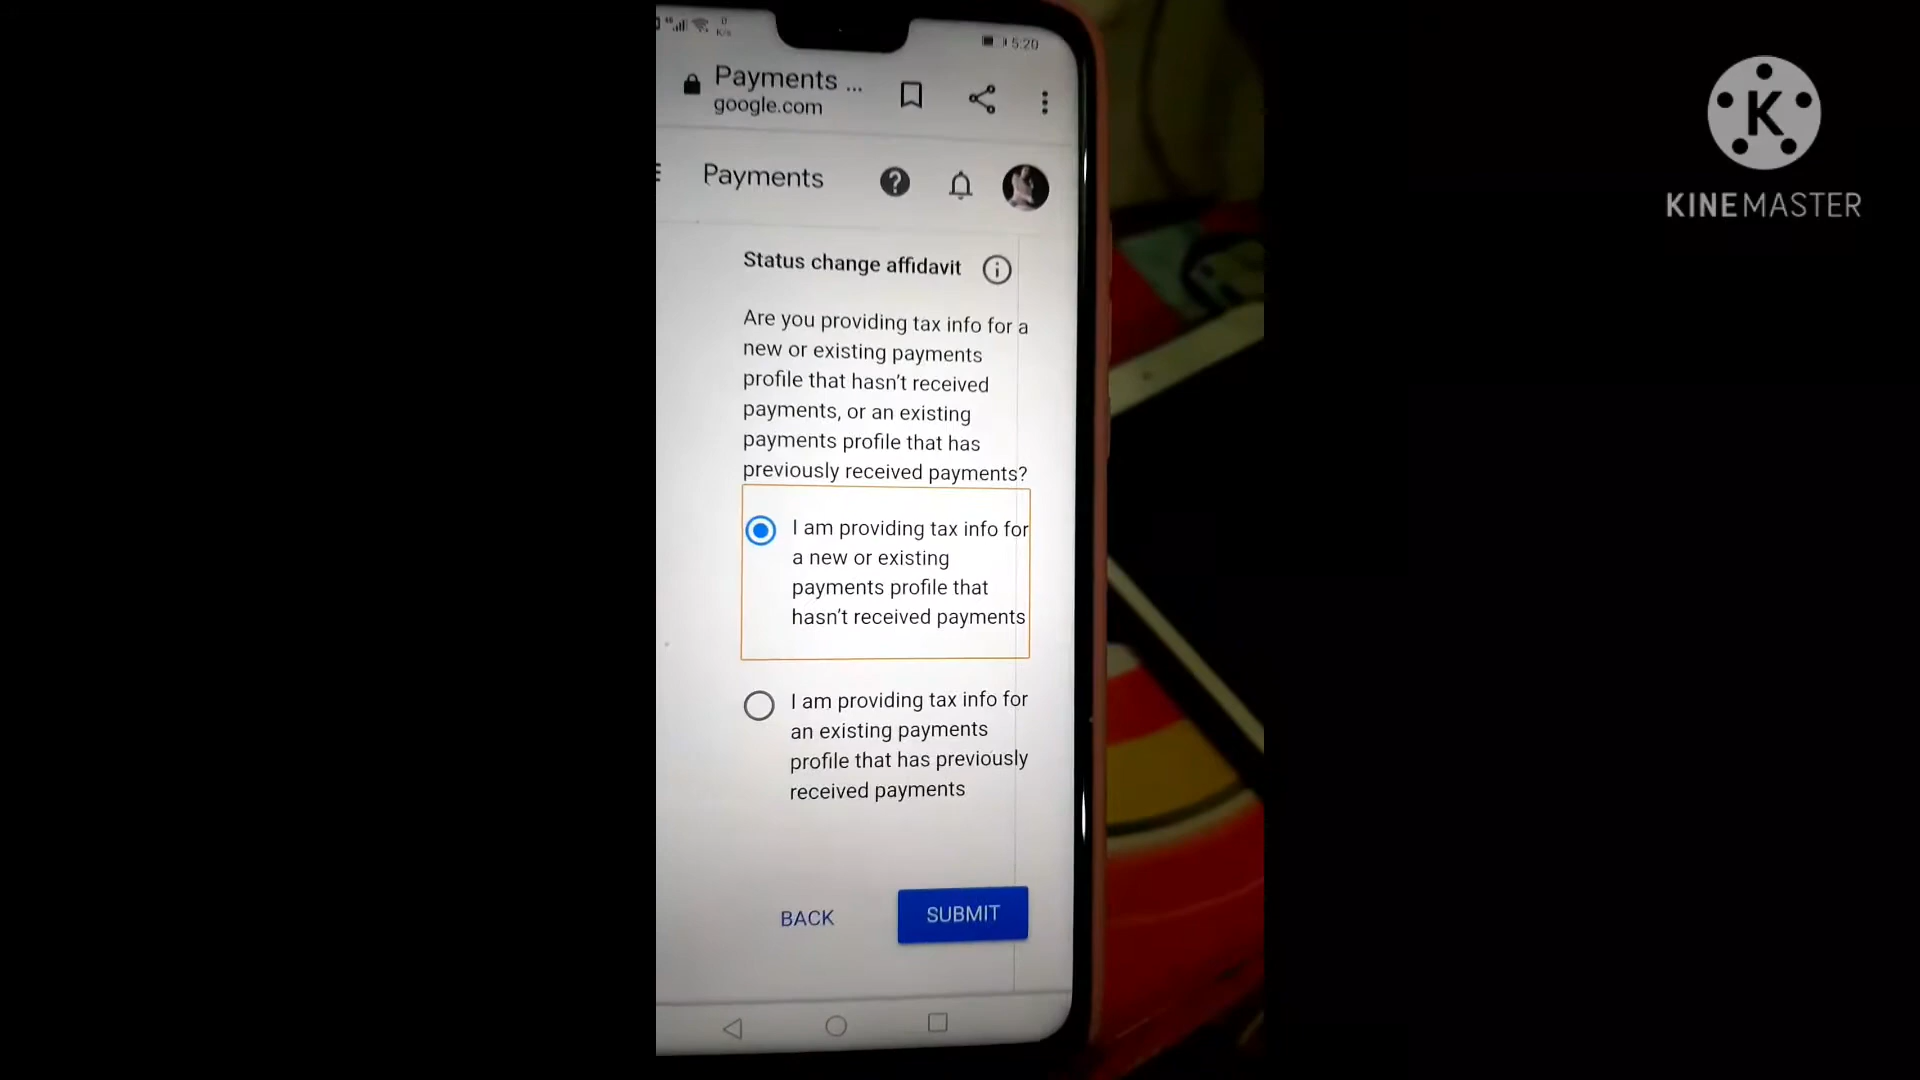 5:20
Payments ...
google.com
Payments
Status change affidavit
Are you providing tax info for a
new or existing payments
profile that hasn't received
payments, or an existing
payments profile that has
previously received payments?
I am providing tax info for
a new or existing
payments profile that
hasn't received payments
I am providing tax info for
an existing payments
profile that has previously
received payments
BACK
SUBMIT
K
KINEMASTER